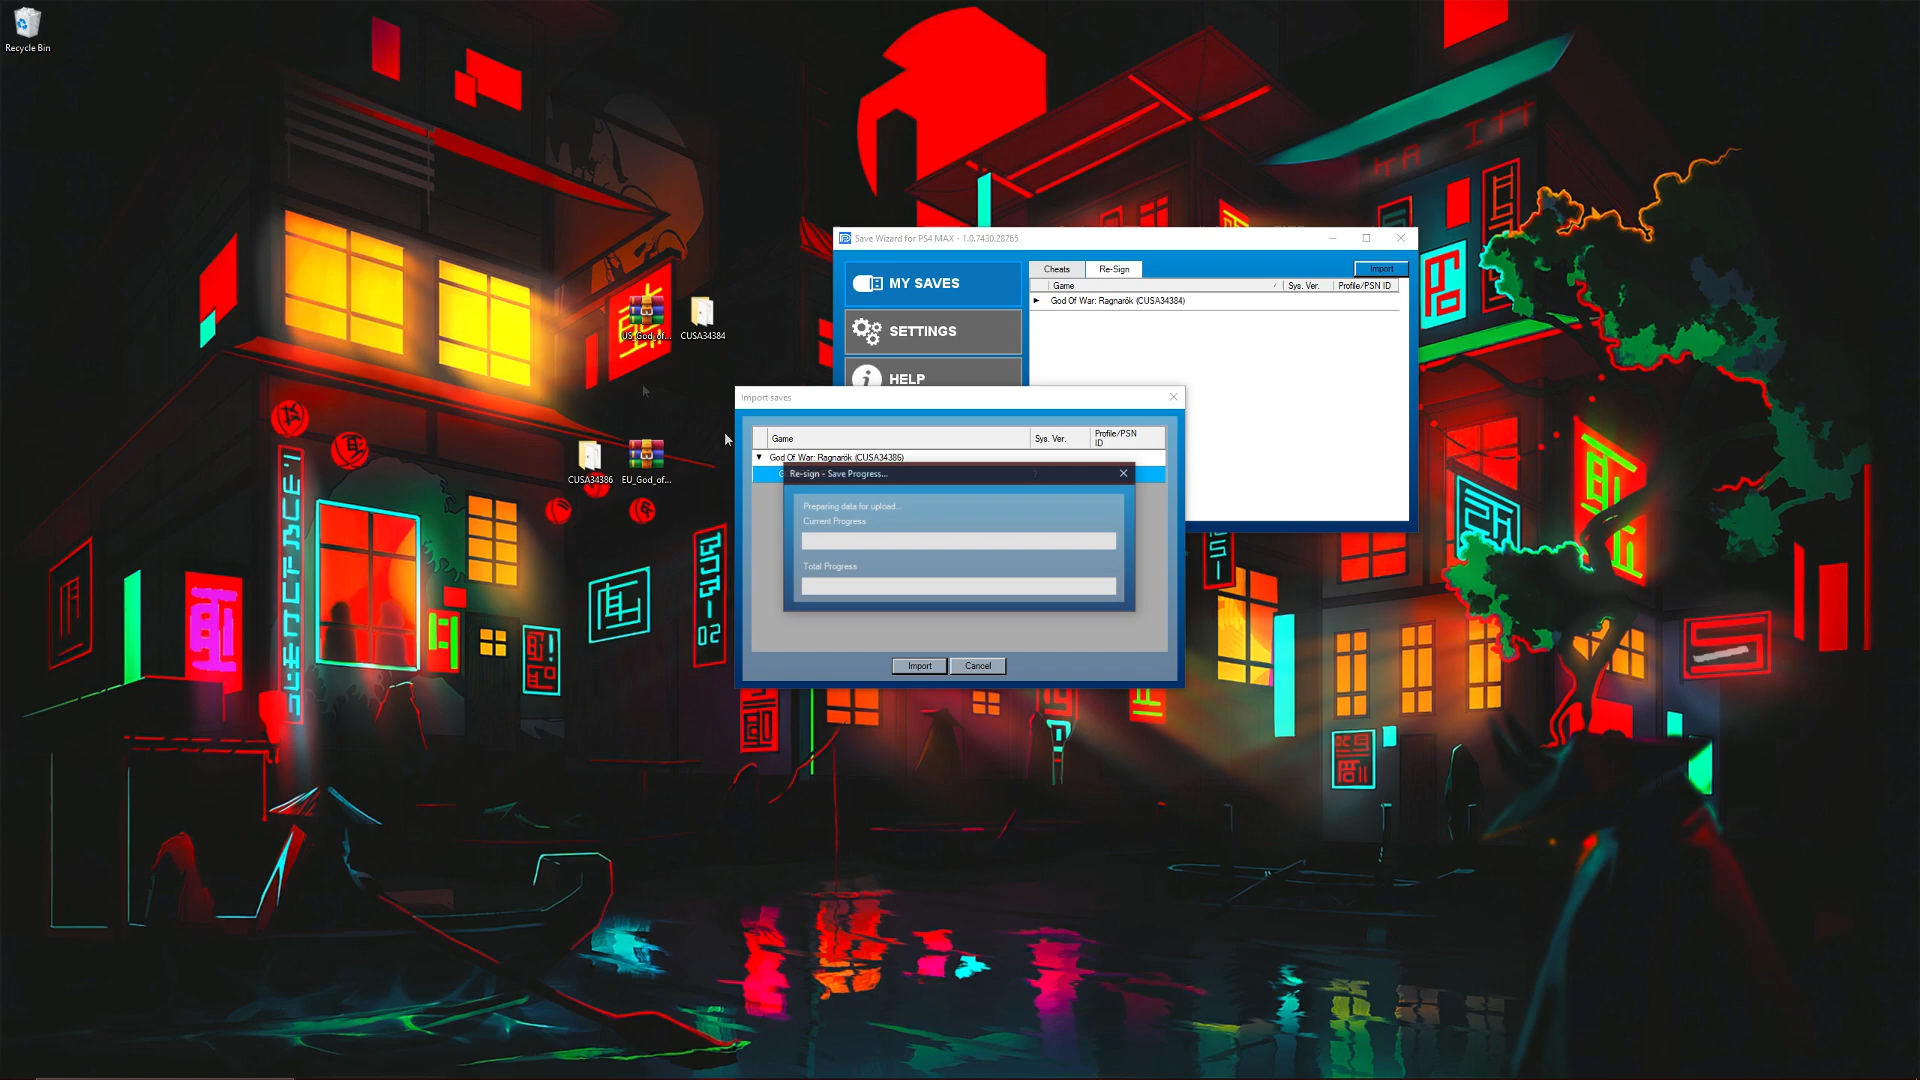 Recycle Bin
US_God_of...
CUSA34384
CUSA34386
EU_God_of...
Save Wizard for PS4 MAX - 1.0.7430.28765
MY SAVES
SETTINGS
HELP
Cheats
Re-Sign
Import
Game
Sys. Ver.
Profile/PSN ID
God Of War: Ragnarök (CUSA34384)
Import saves
Game
Sys. Ver.
Profile/PSN
ID
God Of War: Ragnarök (CUSA34386)
Re-sign - Save Progress...
Preparing data for upload...
Current Progress
Total Progress
Import
Cancel